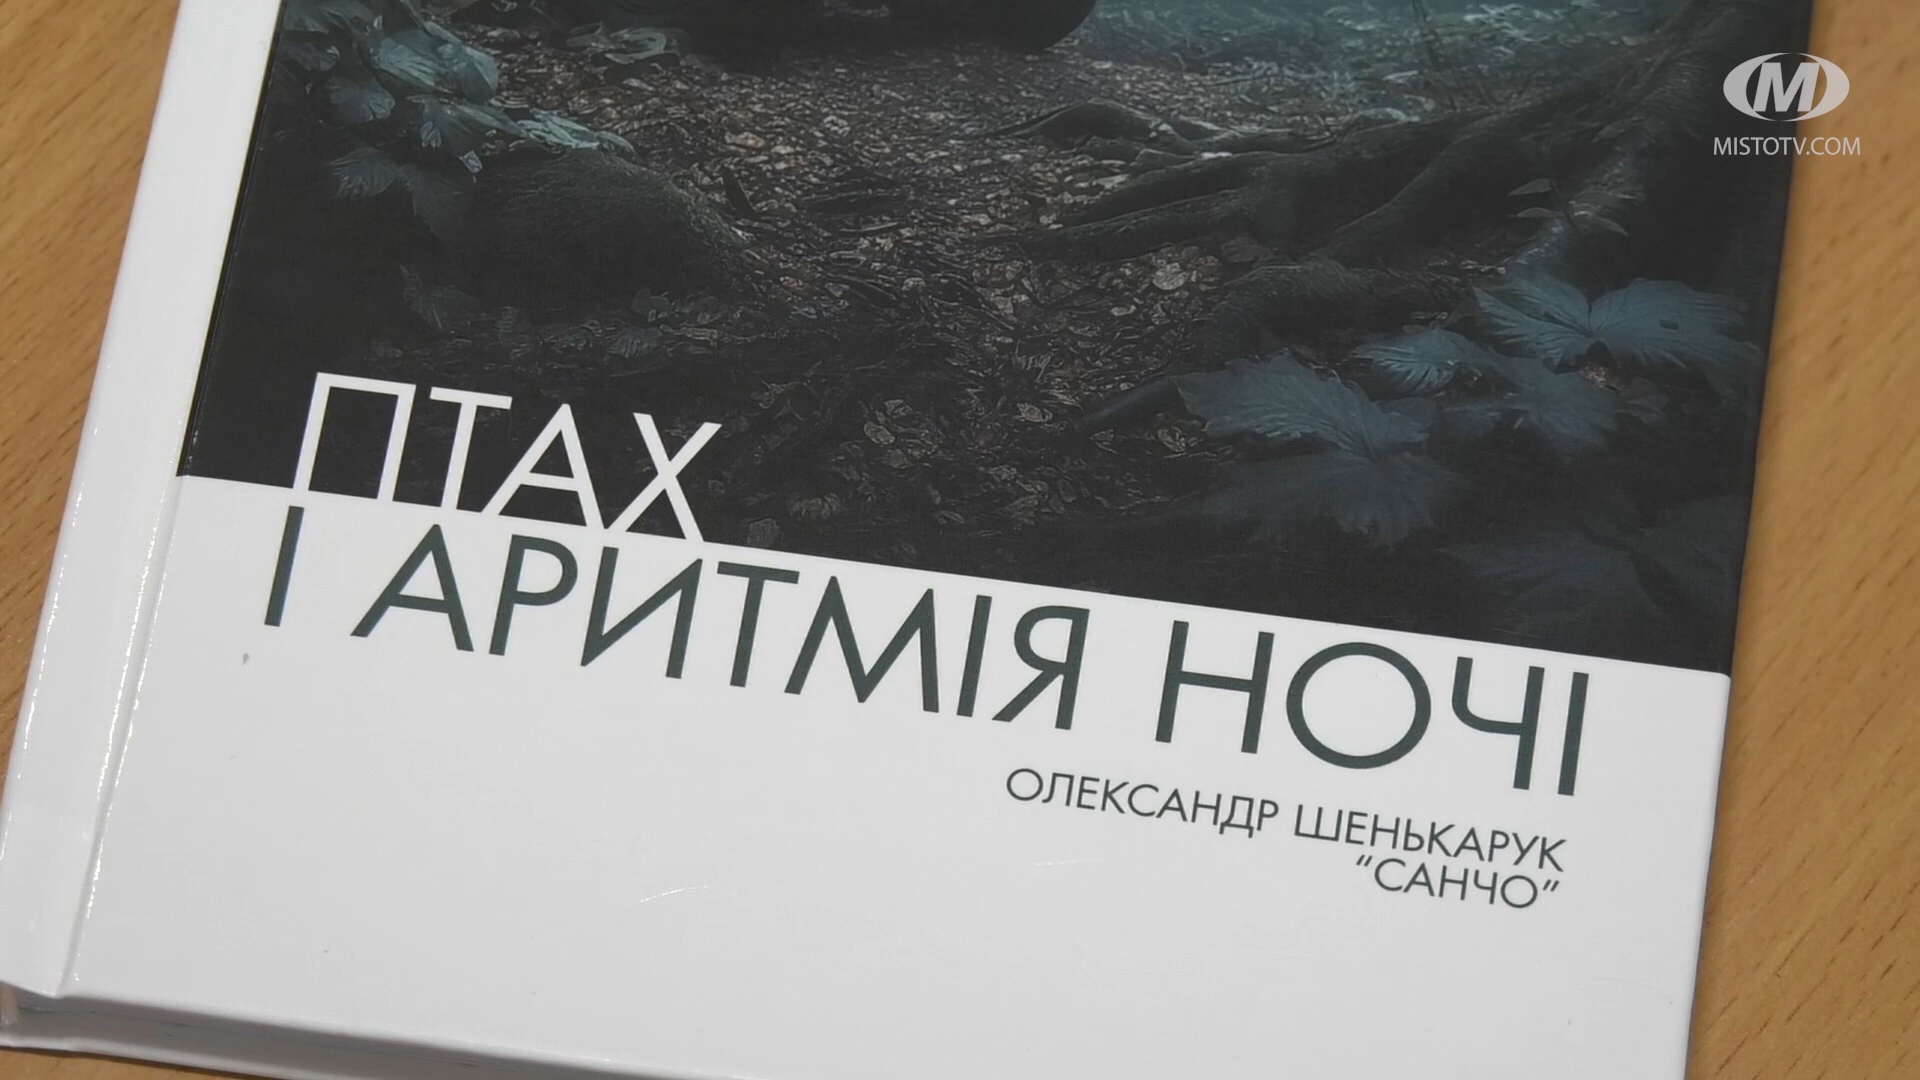 M
MISTOTV.COM
ПТАХ
І АРИТМІЯ НОЧІ
ОЛЕКСАНДР ШЕНЬКАРУК
“САНЧО”